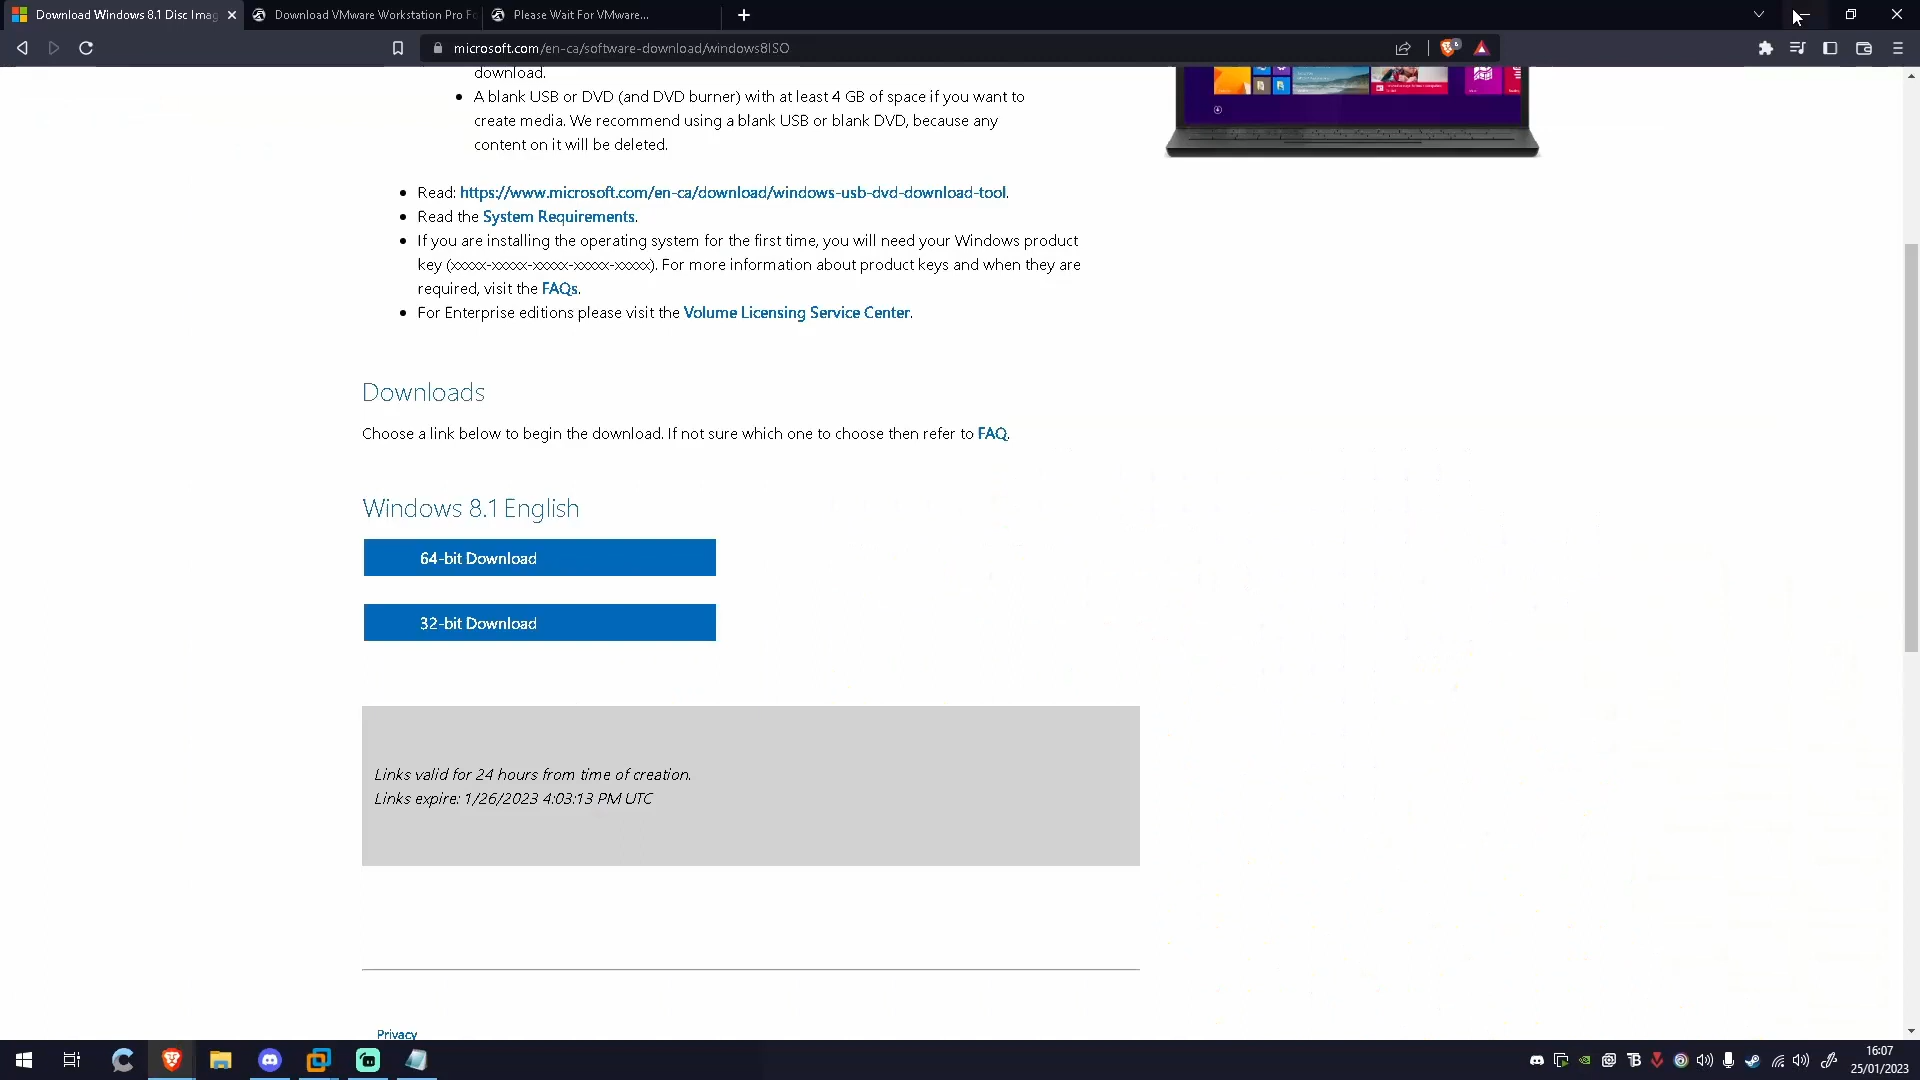 Download Windows 8.1 Disc Imag
Download VMware Workstation Pro Fo
Please Wait For VMware...
microsoft.com/en-ca/software-download/windows8ISO
download.
A blank USB or DVD (and DVD burner) with at least 4 GB of space if you want to
create media. We recommend using a blank USB or blank DVD, because any
content on it will be deleted.
Read: https://www.microsoft.com/en-ca/download/windows-usb-dvd-download-tool.
Read the System Requirements.
If you are installing the operating system for the first time, you will need your Windows product
key (xxxxx-xxxxx-xxxxx-xxxxx-xxxxx). For more information about product keys and when they are
required, visit the FAQs.
For Enterprise editions please visit the Volume Licensing Service Center.
Downloads
Choose a link below to begin the download. If not sure which one to choose then refer to FAQ.
Windows 8.1 English
64-bit Download
32-bit Download
Links valid for 24 hours from time of creation.
Links expire: 1/26/2023 4:03:13 PM UTC
Privacy
16:07
25/01/2023